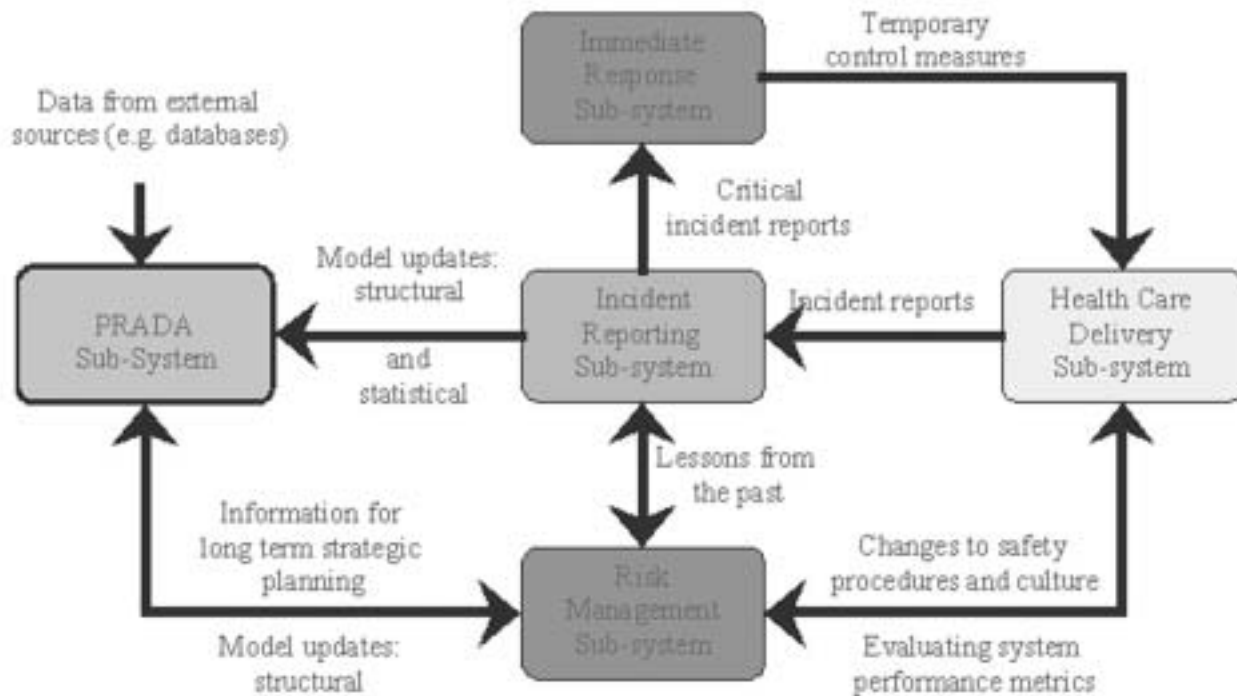 Immediate
Response
Sub-system
Temporary
control measures
Data from external
sources (e.g. databases)
Critical
incident reports
Model updates:
structural
and
statistical
PRADA
Sub-System
Incident
Reporting
Sub-system
Incident reports
Health Care
Delivery
Sub-system
Lessons from
the past
Information for
long term strategic
planning
Model updates:
structural
Risk
Management
Sub-system
Changes to safety
procedures and culture
Evaluating system
performance metrics